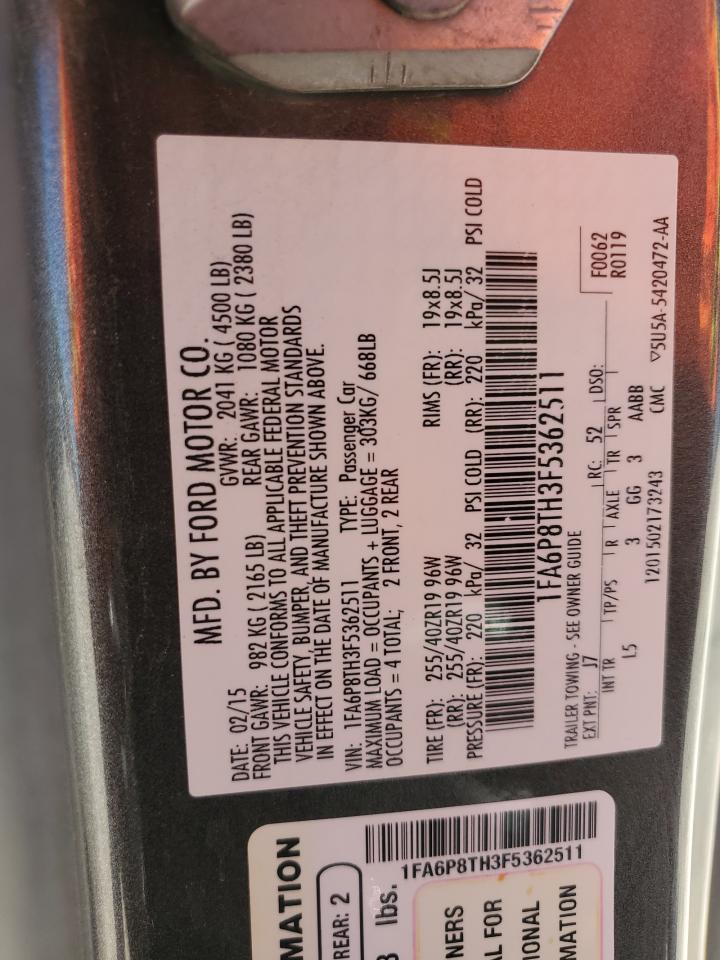 MFD. BY FORD MOTOR CO.
DATE: 02/15 GVWR: 2041 KG ( 4500 LB)
FRONT GAWR: 982 KG ( 2165 LB) REAR GAWR: 1080 KG ( 2380 LB)
THIS VEHICLE CONFORMS TO ALL APPLICABLE FEDERAL MOTOR
VEHICLE SAFETY, BUMPER, AND THEFT PREVENTION STANDARDS
IN EFFECT ON THE DATE OF MANUFACTURE SHOWN ABOVE.
VIN: 1FA6P8TH3F5362511 TYPE: Passenger Car
MAXIMUM LOAD = OCCUPANTS + LUGGAGE = 303KG/ 668LB
OCCUPANTS = 4 TOTAL; 2 FRONT, 2 REAR
TIRE (FR): 255/40ZR19 96W RIMS (FR): 19x8.5J
(RR): 255/40ZR19 96W (RR): 19x8.5J
PRESSURE (FR): 220 kPa/ 32 PSI COLD (RR): 220 kPa/ 32 PSI COLD
1FA6P8TH3F5362511
TRAILER TOWING - SEE OWNER GUIDE
F0062
R0119
EXT PNT: J7 RC: 52 DSO:
INT TR TP/PS R AXLE TR SPR
L5 3 GG 3 AABB
1201502173243 CMC ▽5U5A-5420472-AA
MATION
REAR: 2
lbs.
1FA6P8TH3F5362511
NERS
AL FOR
IONAL
MATION